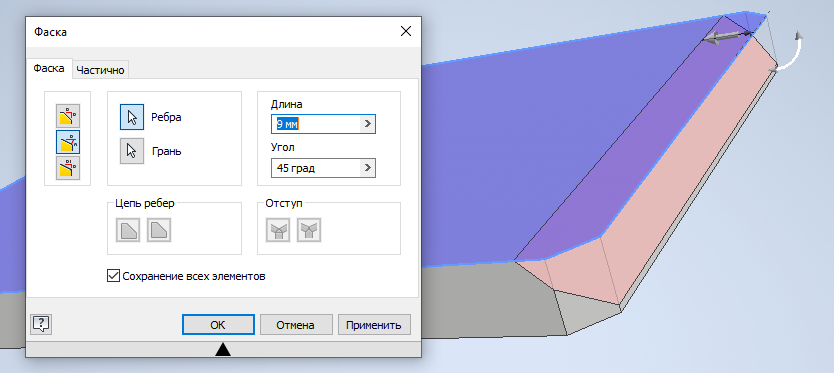 Фаска
Фаска
Частично
Ребра
Грань
Длина
9 мм
Угол
45 град
Цепь ребер
Отступ
Сохранение всех элементов
?
ОК
Отмена
Применить